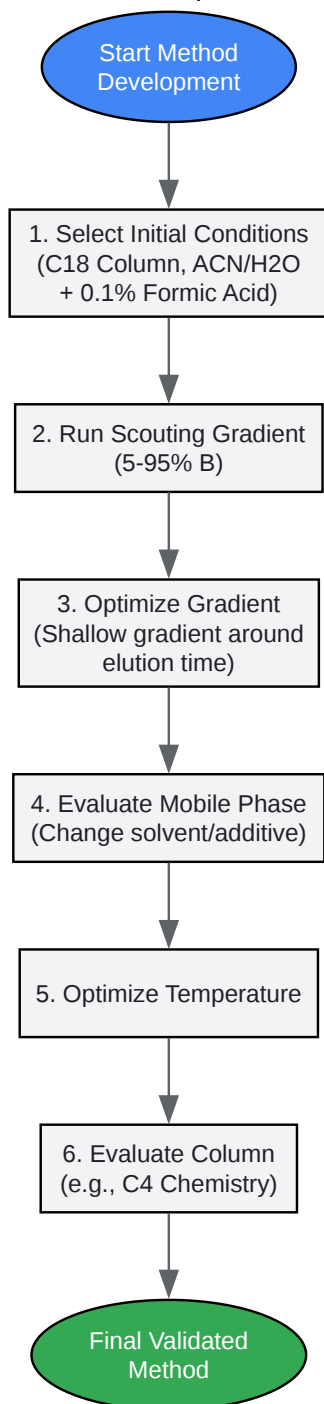 Start Method
Development
1. Select Initial Conditions
(C18 Column, ACN/H2O
+ 0.1% Formic Acid)
2. Run Scouting Gradient
(5-95% B)
3. Optimize Gradient
(Shallow gradient around
elution time)
4. Evaluate Mobile Phase
(Change solvent/additive)
5. Optimize Temperature
6. Evaluate Column
(e.g., C4 Chemistry)
Final Validated
Method